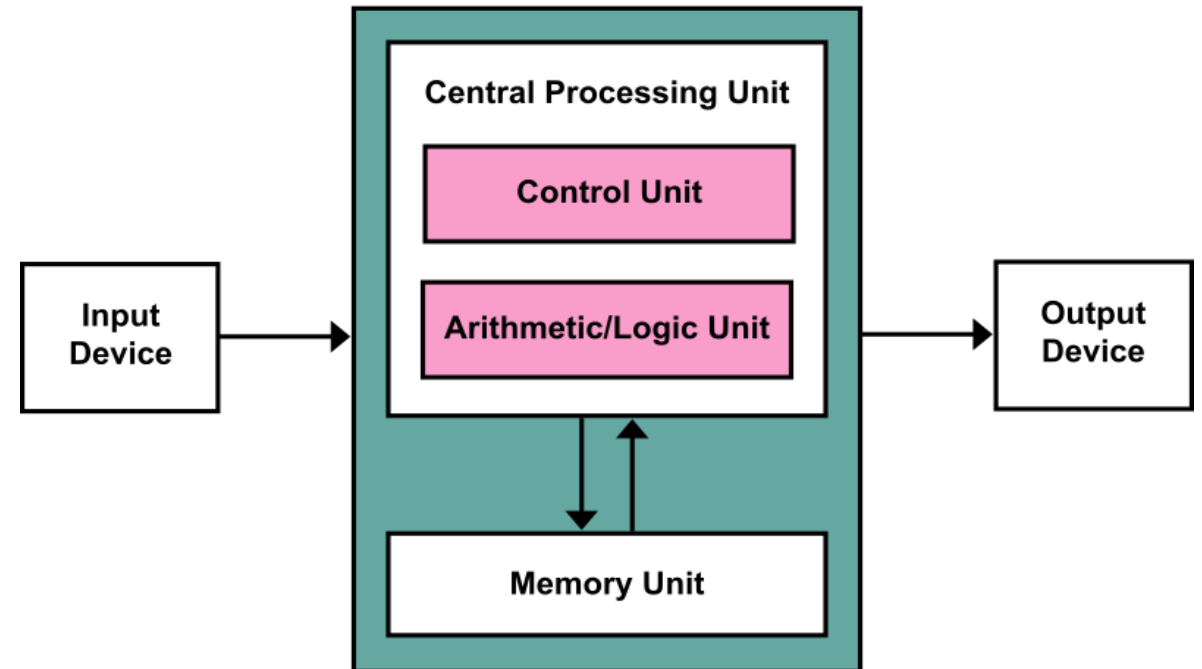 Central Processing Unit
Control Unit
Arithmetic/Logic Unit
Input
Device
Output
Device
Memory Unit